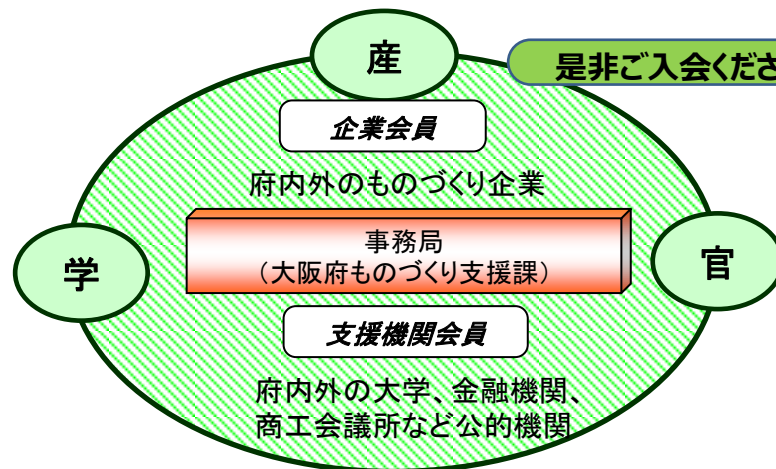 産
是非ご入会くださ
企業会員
府内外のものづくり企業
事務局
（大阪府ものづくり支援課）
学
官
支援機関会員
府内外の大学、金融機関、
商工会議所など公的機関